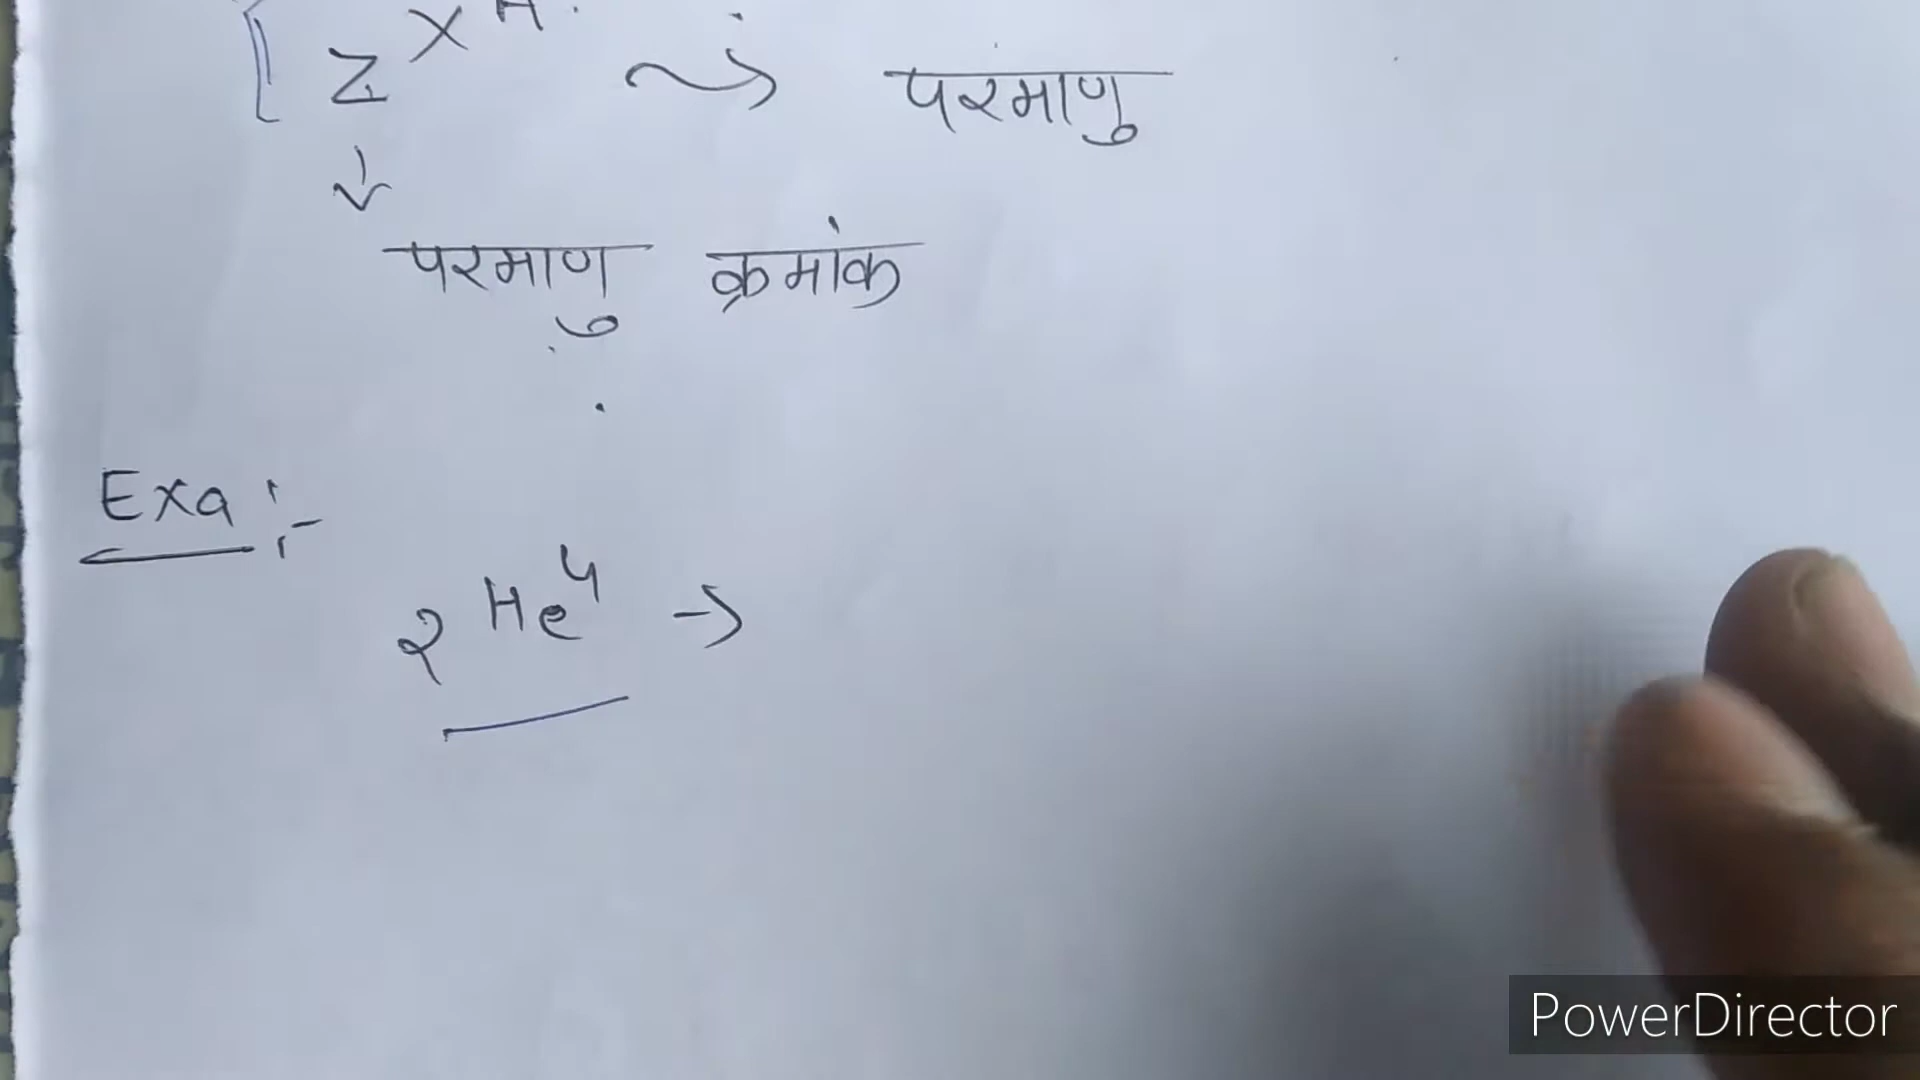 Z X A परमाणु
परमाणु क्रमांक
Exa :-
2 He 4 →
PowerDirector